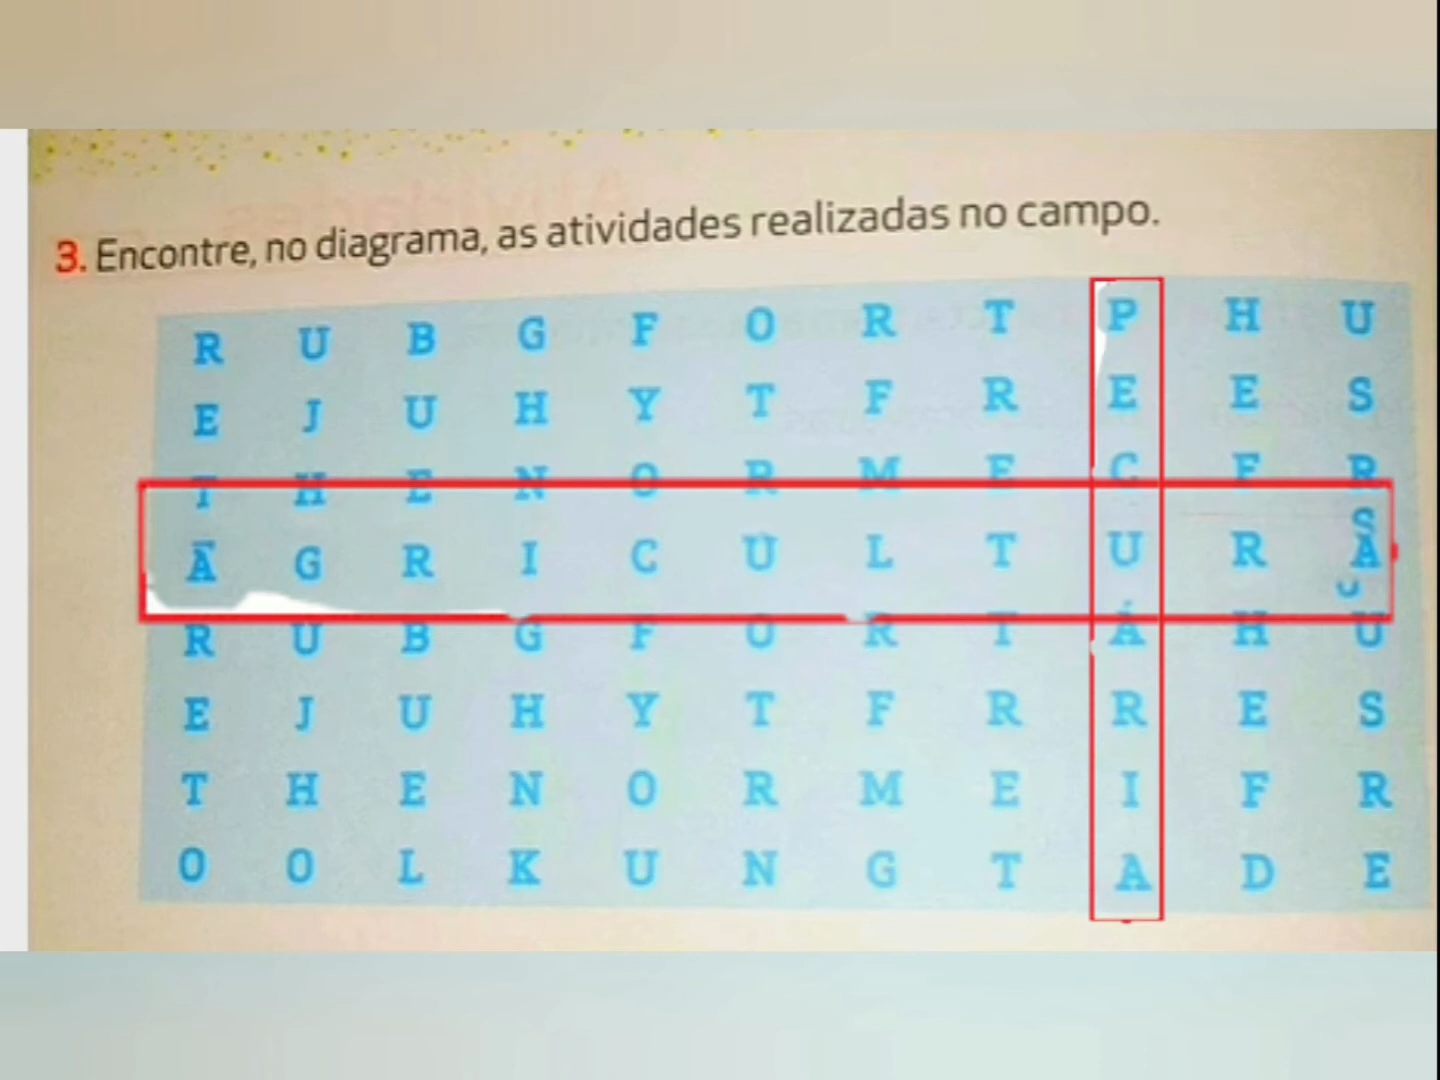 3. Encontre, no diagrama, as atividades realizadas no campo.
R U B G F O R T P H U
E J U H Y T F R E E S
T H E N O R M E C F R
A G R I C U L T U R A
R U B G F O R T Á H U
E J U H Y T F R R E S
T H E N O R M E I F R
O O L K U N G T A D E